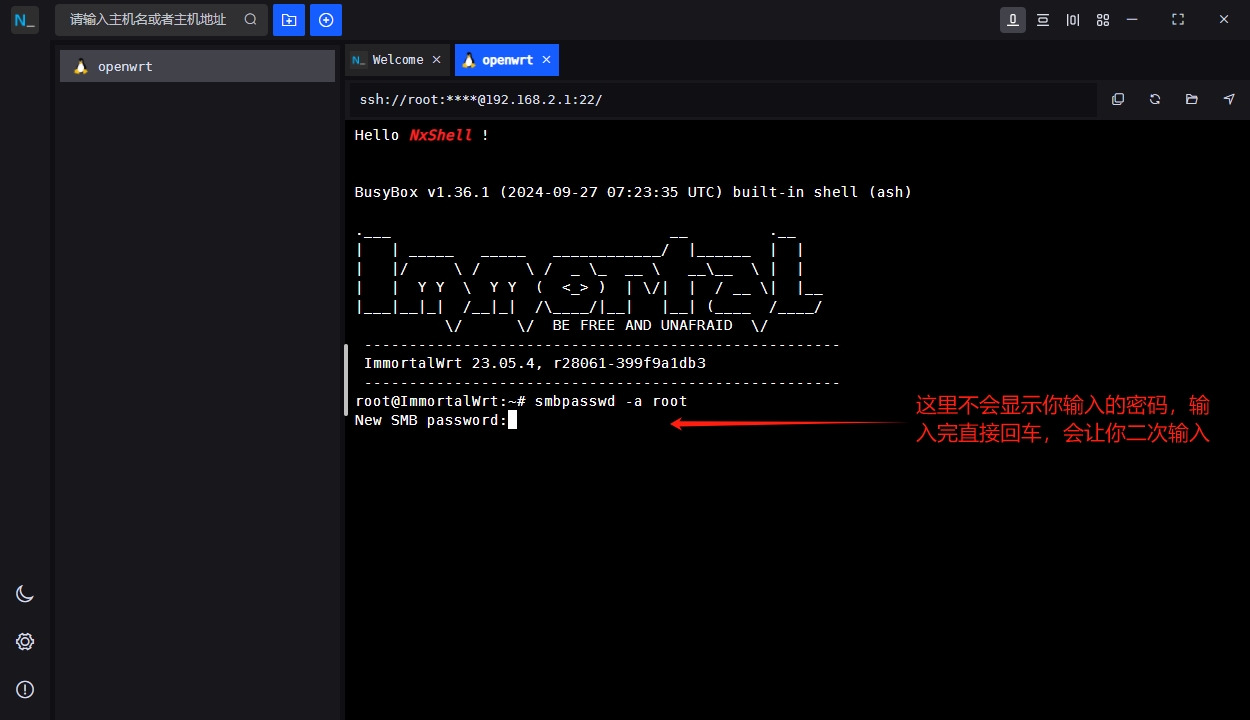 N_
请输入主机名或者主机地址
openwrt
N_ Welcome ×
openwrt ×
ssh://root:****@192.168.2.1:22/
Hello NxShell !
BusyBox v1.36.1 (2024-09-27 07:23:35 UTC) built-in shell (ash)
.___                               __         .__
|   | _____   _____   ____________/  |______  |  |
|   |/     \ /     \ /  _ \_  __ \   __\__  \ |  |
|   |  Y Y  \  Y Y  (  <_> )  | \/|  |  / __ \|  |__
|___|__|_|  /__|_|  /\____/|__|   |__| (____  /____/
          \/      \/  BE FREE AND UNAFRAID  \/
-----------------------------------------------------
ImmortalWrt 23.05.4, r28061-399f9a1db3
-----------------------------------------------------
root@ImmortalWrt:~# smbpasswd -a root
New SMB password:
这里不会显示你输入的密码，输
入完直接回车，会让你二次输入